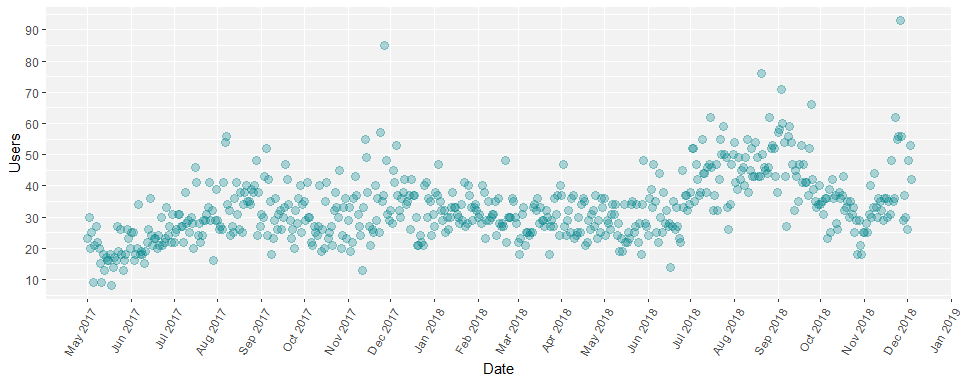 Users
90
80
70
60
50
40
30
20
10
May 2017
Jun 2017
Jul 2017
Aug 2017
Sep 2017
Oct 2017
Nov 2017
Dec 2017
Jan 2018
Feb 2018
Mar 2018
Apr 2018
May 2018
Jun 2018
Jul 2018
Aug 2018
Sep 2018
Oct 2018
Nov 2018
Dec 2018
Jan 2019
Date